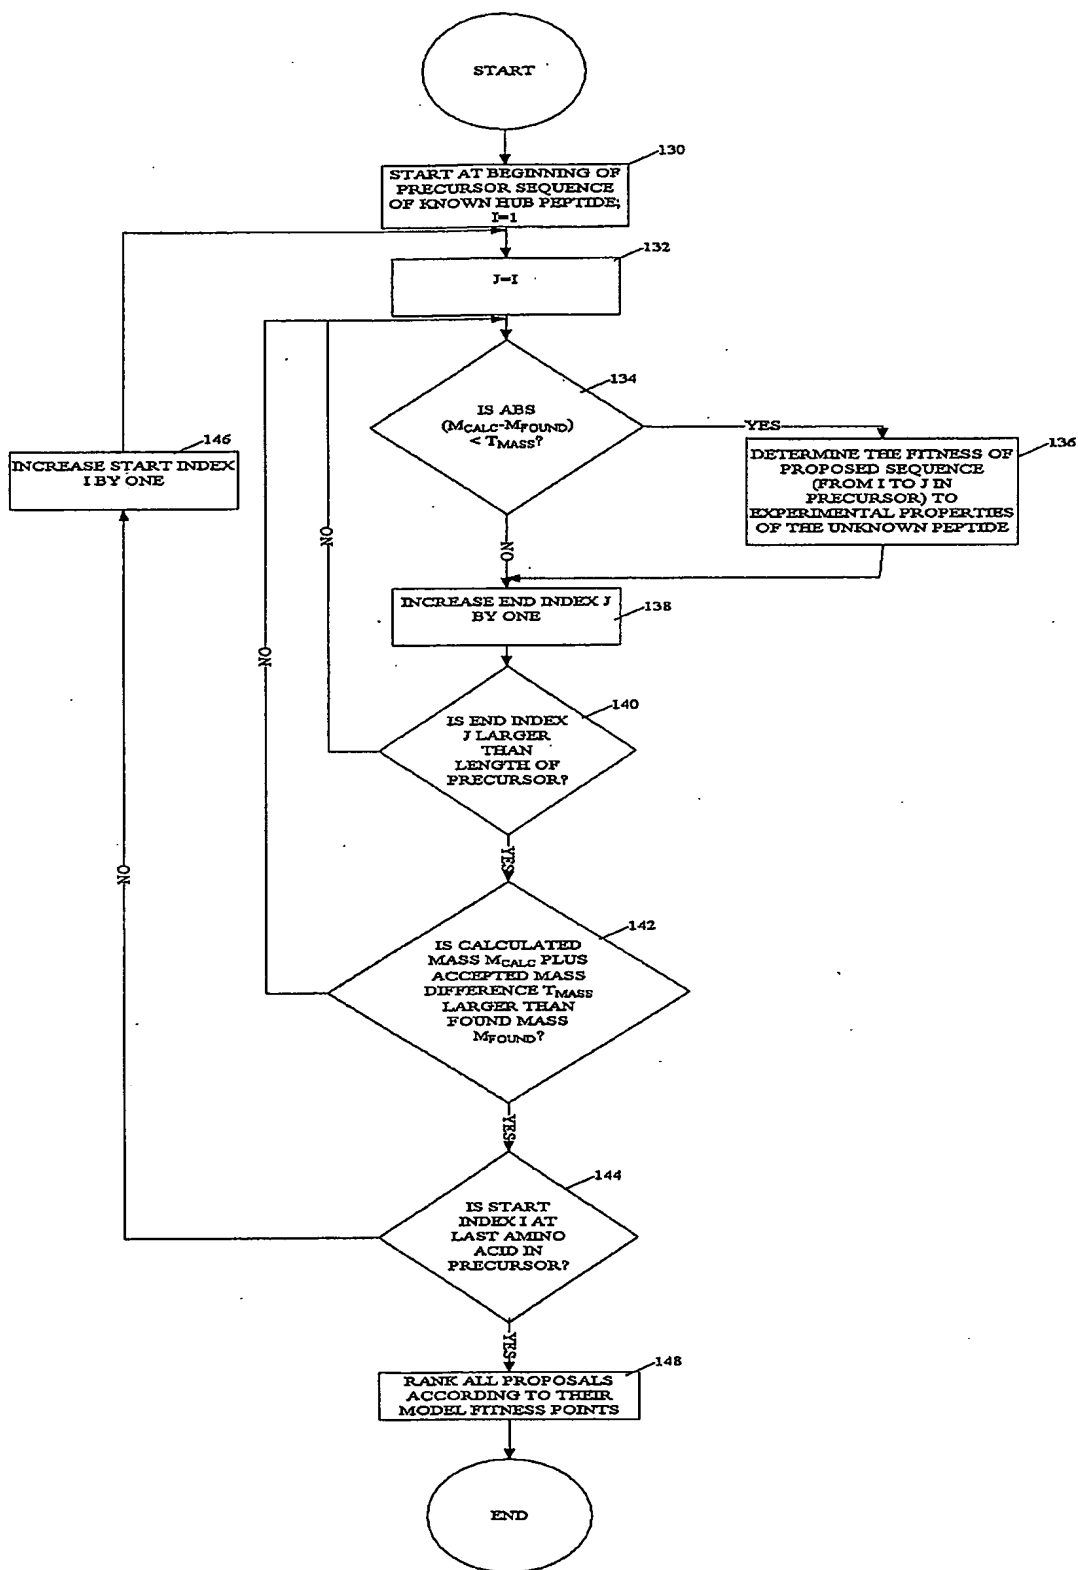 START
130
START AT BEGINNING OF
PRECURSOR SEQUENCE
OF KNOWN HUB PEPTIDE;
I=1
132
J=I
134
IS ABS
(MCALC-MFOUND)
< TMASS?
YES
136
DETERMINE THE FITNESS OF
PROPOSED SEQUENCE
(FROM I TO J IN
PRECURSOR) TO
EXPERIMENTAL PROPERTIES
OF THE UNKNOWN PEPTIDE
146
INCREASE START INDEX
I BY ONE
NO
NO
138
INCREASE END INDEX J
BY ONE
NO
140
IS END INDEX
J LARGER
THAN
LENGTH OF
PRECURSOR?
YES
NO
142
IS CALCULATED
MASS MCALC PLUS
ACCEPTED MASS
DIFFERENCE TMASS
LARGER THAN
FOUND MASS
MFOUND?
YES
144
IS START
INDEX I AT
LAST AMINO
ACID IN
PRECURSOR?
YES
148
RANK ALL PROPOSALS
ACCORDING TO THEIR
MODEL FITNESS POINTS
END